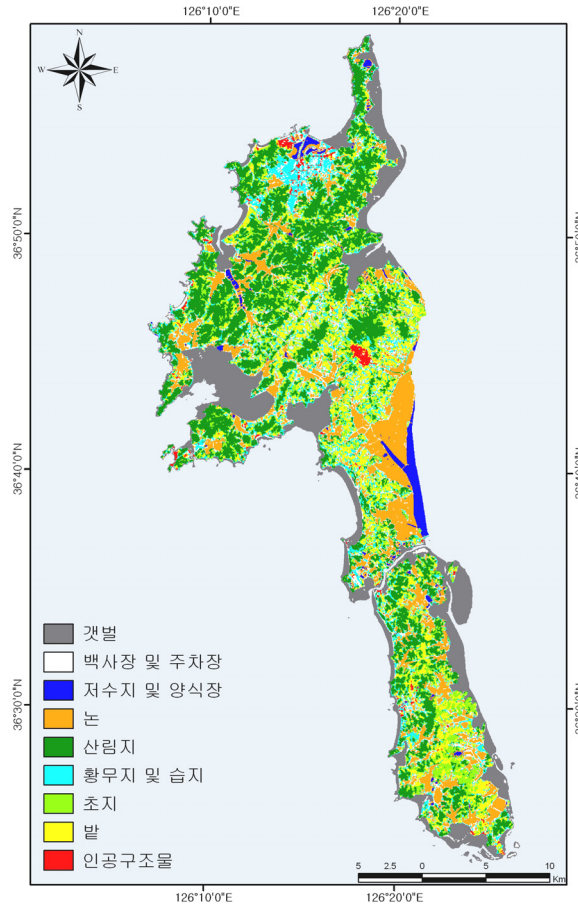 126°10'0"E
126°20'0"E
N
W
E
S
36°50'0"N
36°40'0"N
36°30'0"N
갯벌
백사장 및 주차장
저수지 및 양식장
논
산림지
황무지 및 습지
초지
밭
인공구조물
5 2.5 0 5 10
Km
126°10'0"E
126°20'0"E